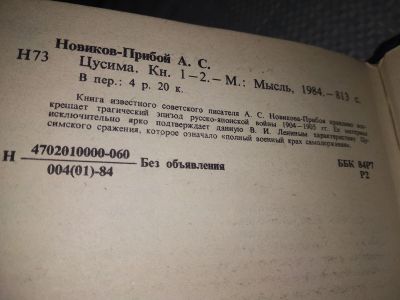 Новиков-Прибой А. С.
Н73 Цусима. Кн. 1—2.— М.: Мысль, 1984.— 813 с.
В пер.: 4 р. 20 к.
Книга известного советского писателя А. С. Новикова-Прибоя правдиво вос-
крешает трагический эпизод русско-японской войны 1904—1905 гг. Ее материал
исключительно ярко подтверждает данную В. И. Лениным характеристику Цу-
симского сражения, которое означало «полный военный крах самодержавия».
Н 4702010000-060 Без объявления ББК 84Р7
004(01)-84 Р2